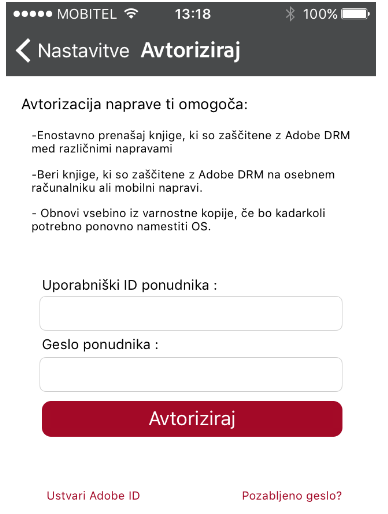 MOBITEL 13:18 100%
Nastavitve Avtoriziraj
Avtorizacija naprave ti omogoča:
-Enostavno prenašaj knjige, ki so zaščitene z Adobe DRM
med različnimi napravami
-Beri knjige, ki so zaščitene z Adobe DRM na osebnem
računalniku ali mobilni napravi.
- Obnovi vsebino iz varnostne kopije, če bo kadarkoli
potrebno ponovno namestiti OS.
Uporabniški ID ponudnika :
Geslo ponudnika :
Avtoriziraj
Ustvari Adobe ID Pozabljeno geslo?